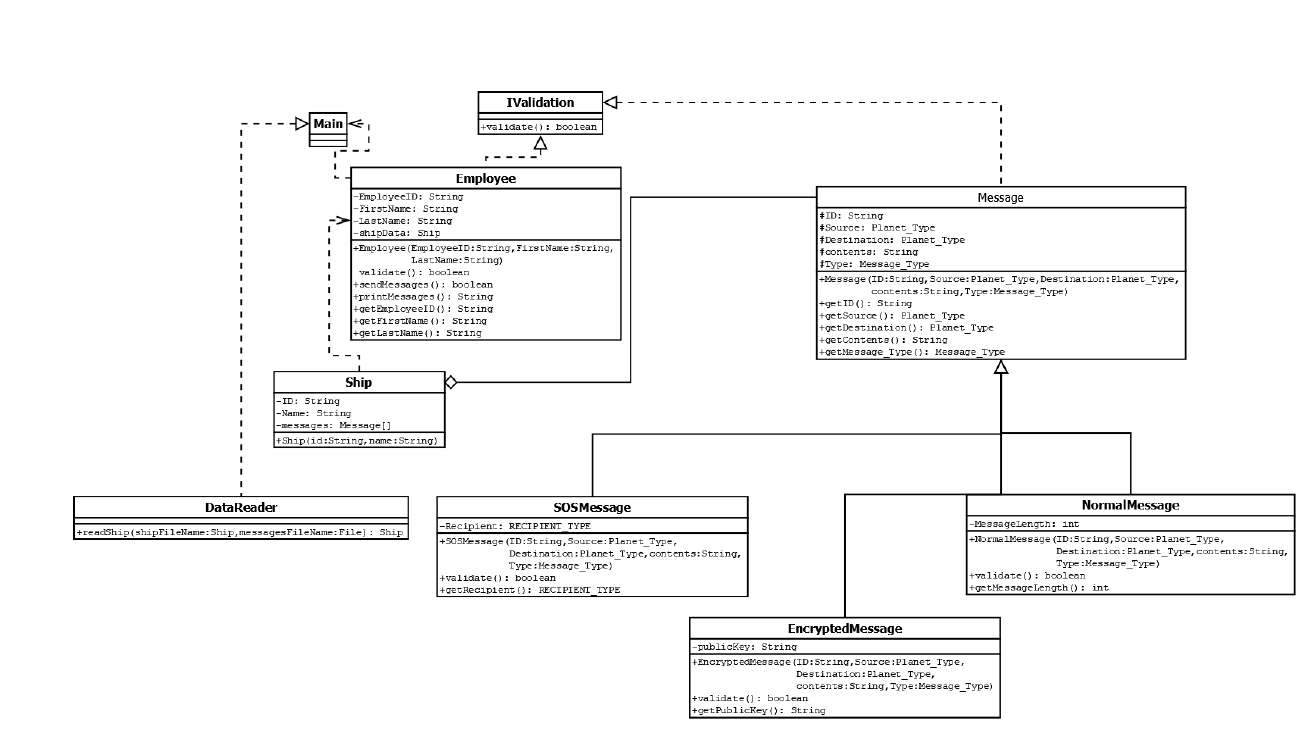 IValidation
+validate(): boolean
Main
Employee
-EmployeeID: String
-FirstName: String
-LastName: String
-shipData: Ship
+Employee(EmployeeID:String,FirstName:String,
LastName:String)
validate(): boolean
+sendMessages(): boolean
+printMessages(): String
+getEmployeeID(): String
+getFirstName(): String
+getLastName(): String
Message
#ID: String
#Source: Planet_Type
#Destination: Planet_Type
#contents: String
#Type: Message_Type
+Message(ID:String,Source:Planet_Type,Destination:Planet_Type,
contents:String,Type:Message_Type)
+getID(): String
+getSource(): Planet_Type
+getDestination(): Planet_Type
+getContents(): String
+getMessage_Type(): Message_Type
Ship
-ID: String
-Name: String
-messages: Message[]
+Ship(id:String,name:String)
DataReader
+readShip(shipFileName:Ship,messagesFileName:File): Ship
SOSMessage
-Recipient: RECIPIENT_TYPE
+SOSMessage(ID:String,Source:Planet_Type,
Destination:Planet_Type,contents:String,
Type:Message_Type)
+validate(): boolean
+getRecipient(): RECIPIENT_TYPE
NormalMessage
-MessageLength: int
+NormalMessage(ID:String,Source:Planet_Type,
Destination:Planet_Type,contents:String,
Type:Message_Type)
+validate(): boolean
+getMessageLength(): int
EncryptedMessage
-publicKey: String
+EncryptedMessage(ID:String,Source:Planet_Type,
Destination:Planet_Type,
contents:String,Type:Message_Type)
+validate(): boolean
+getPublicKey(): String